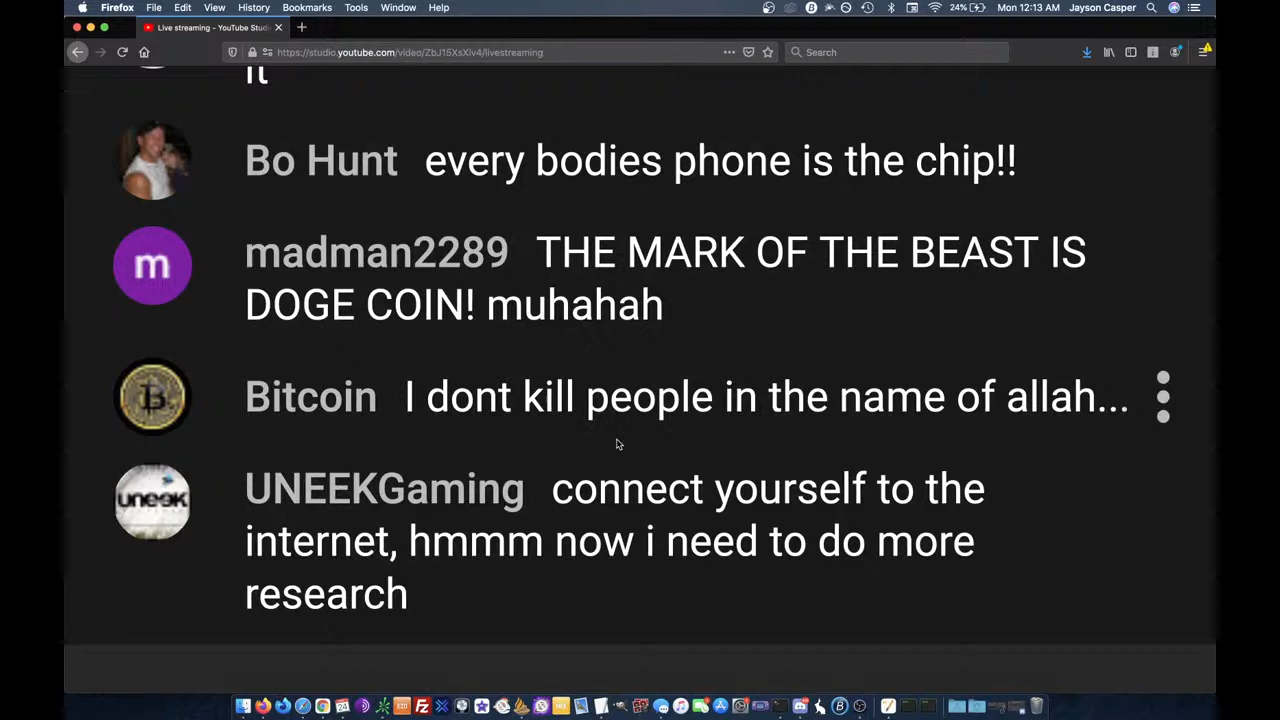 Firefox File Edit View History Bookmarks Tools Window Help 24% Mon 12:13 AM Jayson Casper
Live streaming - YouTube Studio
https://studio.youtube.com/video/ZbJ15XsXiv4/livestreaming Search
it
Bo Hunt every bodies phone is the chip!!
madman2289 THE MARK OF THE BEAST IS
DOGE COIN! muhahah
Bitcoin I dont kill people in the name of allah...
UNEEKGaming connect yourself to the
internet, hmmm now i need to do more
research